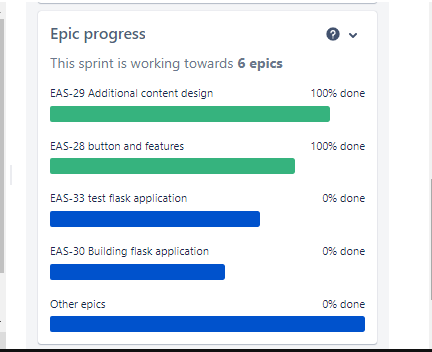 Epic progress
This sprint is working towards 6 epics
EAS-29 Additional content design 100% done
EAS-28 button and features 100% done
EAS-33 test flask application 0% done
EAS-30 Building flask application 0% done
Other epics 0% done